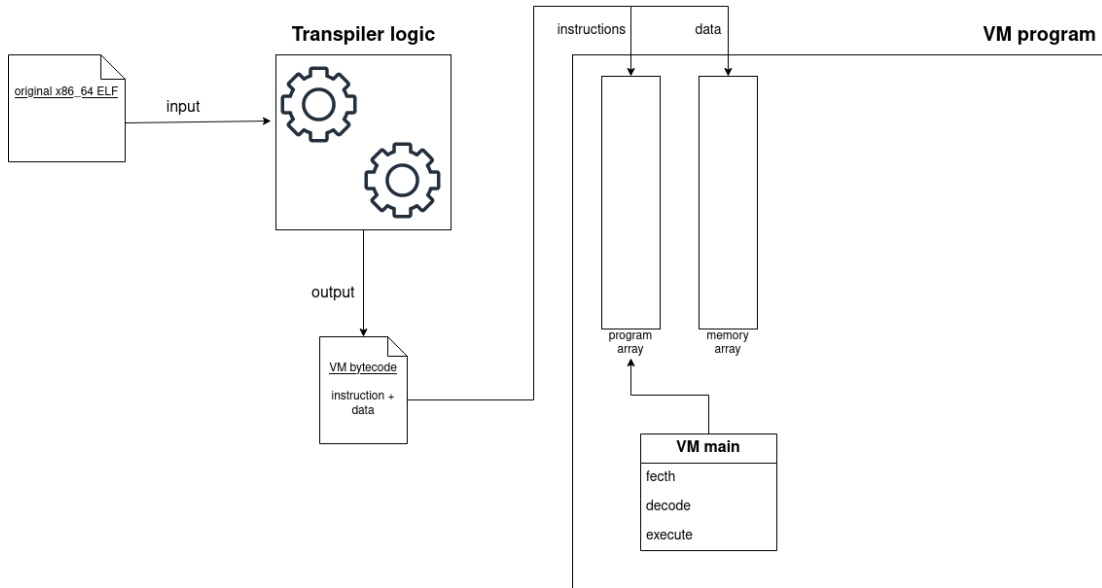 Transpiler logic
instructions
data
VM program
original x86_64 ELF
input
output
program
array
memory
array
VM bytecode
instruction +
data
VM main
fecth
decode
execute